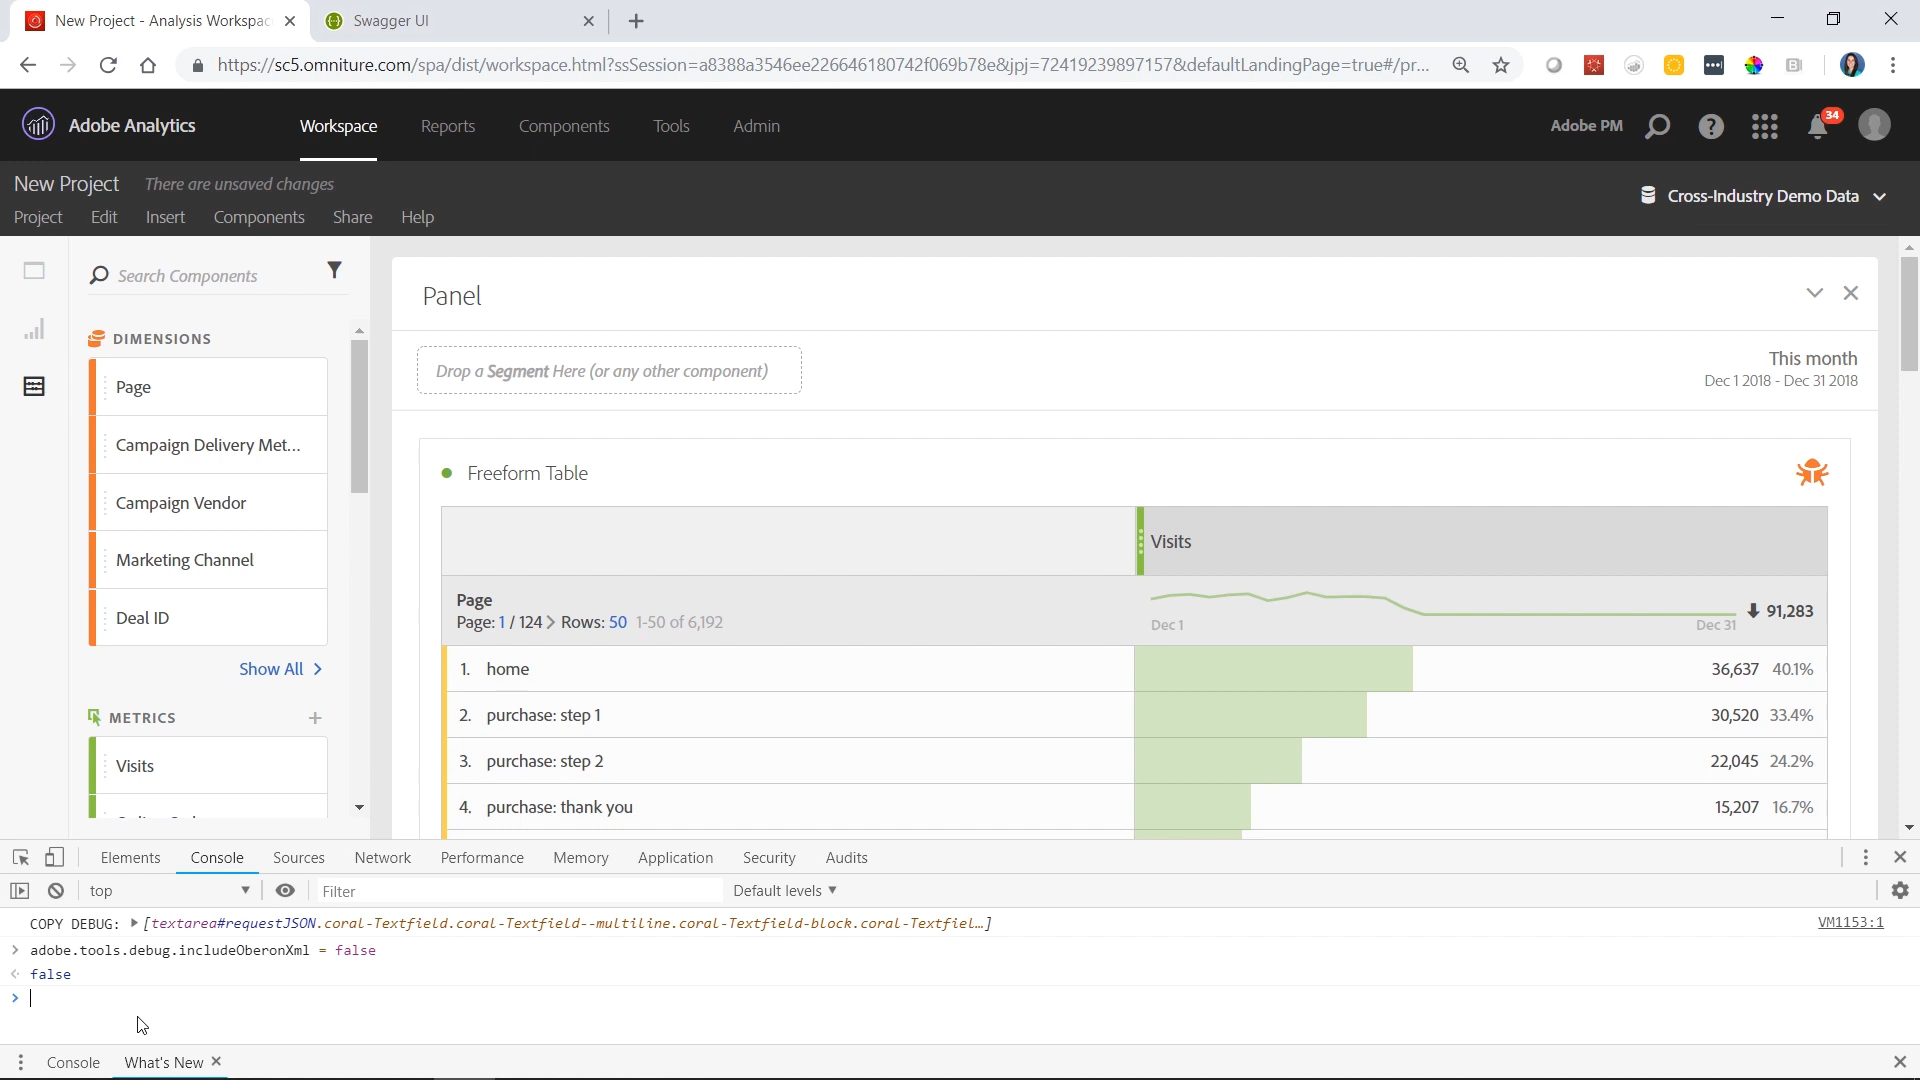 New Project - Analysis Workspac
Swagger UI
https://sc5.omniture.com/spa/dist/workspace.html?ssSession=a8388a3546ee226646180742f069b78e&jpj=72419239897157&defaultLandingPage=true#/pr...
Adobe Analytics
Workspace
Reports
Components
Tools
Admin
Adobe PM
34
New Project
There are unsaved changes
Project
Edit
Insert
Components
Share
Help
Cross-Industry Demo Data
Search Components
DIMENSIONS
Page
Campaign Delivery Met...
Campaign Vendor
Marketing Channel
Deal ID
Show All
METRICS
Visits
Panel
Drop a Segment Here (or any other component)
This month
Dec 1 2018 - Dec 31 2018
Freeform Table
Visits
Page
Page: 1 / 124 > Rows: 50 1-50 of 6,192
Dec 1
Dec 31
91,283
1. home 36,637 40.1%
2. purchase: step 1 30,520 33.4%
3. purchase: step 2 22,045 24.2%
4. purchase: thank you 15,207 16.7%
Elements
Console
Sources
Network
Performance
Memory
Application
Security
Audits
top
Filter
Default levels
COPY DEBUG: [textarea#requestJSON.coral-Textfield.coral-Textfield--multiline.coral-Textfield-block.coral-Textfiel…]
VM1153:1
> adobe.tools.debug.includeOberonXml = false
false
>
Console
What's New